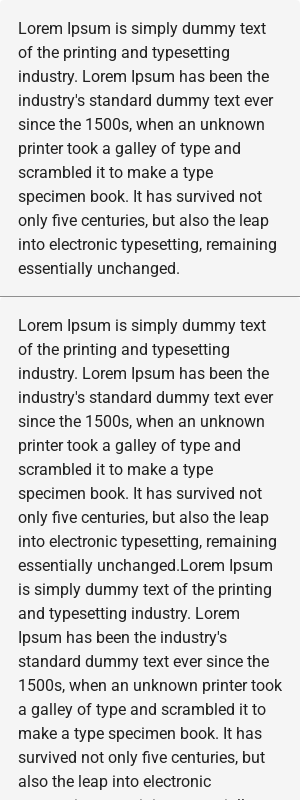 Lorem Ipsum is simply dummy text
of the printing and typesetting
industry. Lorem Ipsum has been the
industry's standard dummy text ever
since the 1500s, when an unknown
printer took a galley of type and
scrambled it to make a type
specimen book. It has survived not
only five centuries, but also the leap
into electronic typesetting, remaining
essentially unchanged.
Lorem Ipsum is simply dummy text
of the printing and typesetting
industry. Lorem Ipsum has been the
industry's standard dummy text ever
since the 1500s, when an unknown
printer took a galley of type and
scrambled it to make a type
specimen book. It has survived not
only five centuries, but also the leap
into electronic typesetting, remaining
essentially unchanged.Lorem Ipsum
is simply dummy text of the printing
and typesetting industry. Lorem
Ipsum has been the industry's
standard dummy text ever since the
1500s, when an unknown printer took
a galley of type and scrambled it to
make a type specimen book. It has
survived not only five centuries, but
also the leap into electronic